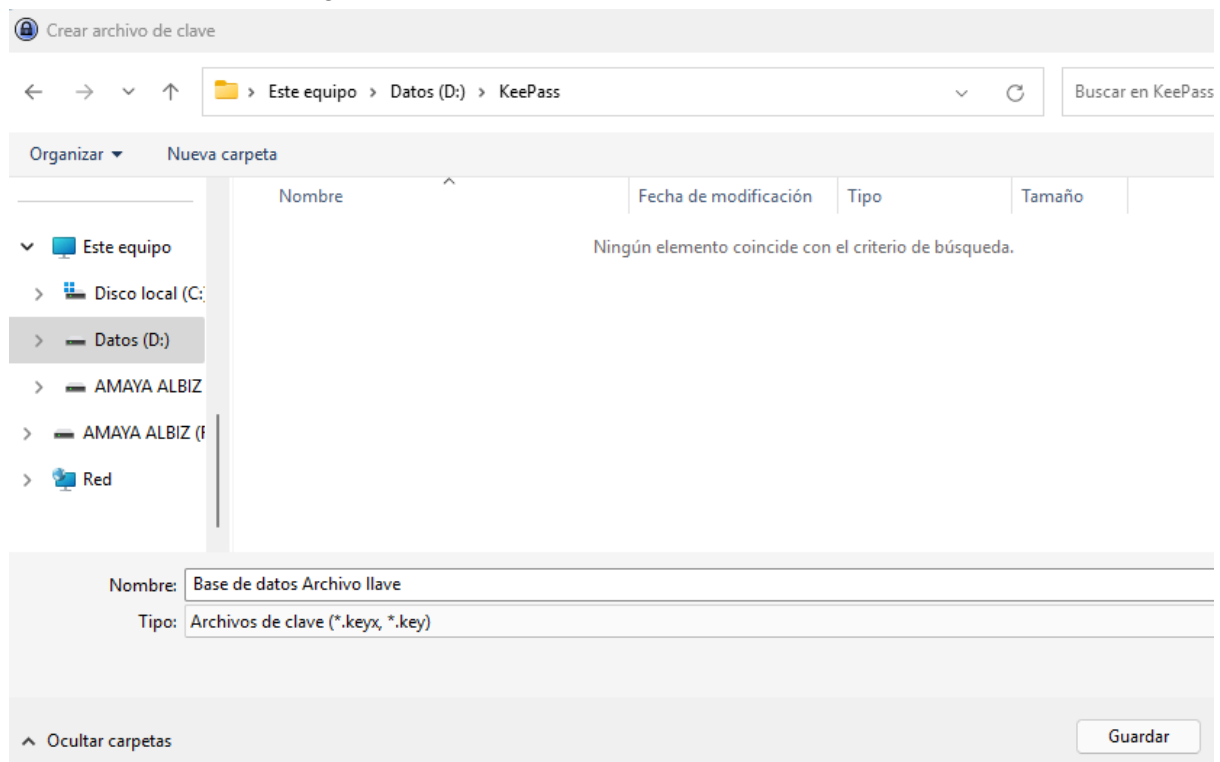 Crear archivo de clave
Este equipo > Datos (D:) > KeePass
Buscar en KeePass
Organizar Nueva carpeta
Nombre Fecha de modificación Tipo Tamaño
Ningún elemento coincide con el criterio de búsqueda.
Este equipo
Disco local (C:
Datos (D:)
AMAYA ALBIZ
AMAYA ALBIZ (F
Red
Nombre: Base de datos Archivo llave
Tipo: Archivos de clave (*.keyx, *.key)
Ocultar carpetas
Guardar